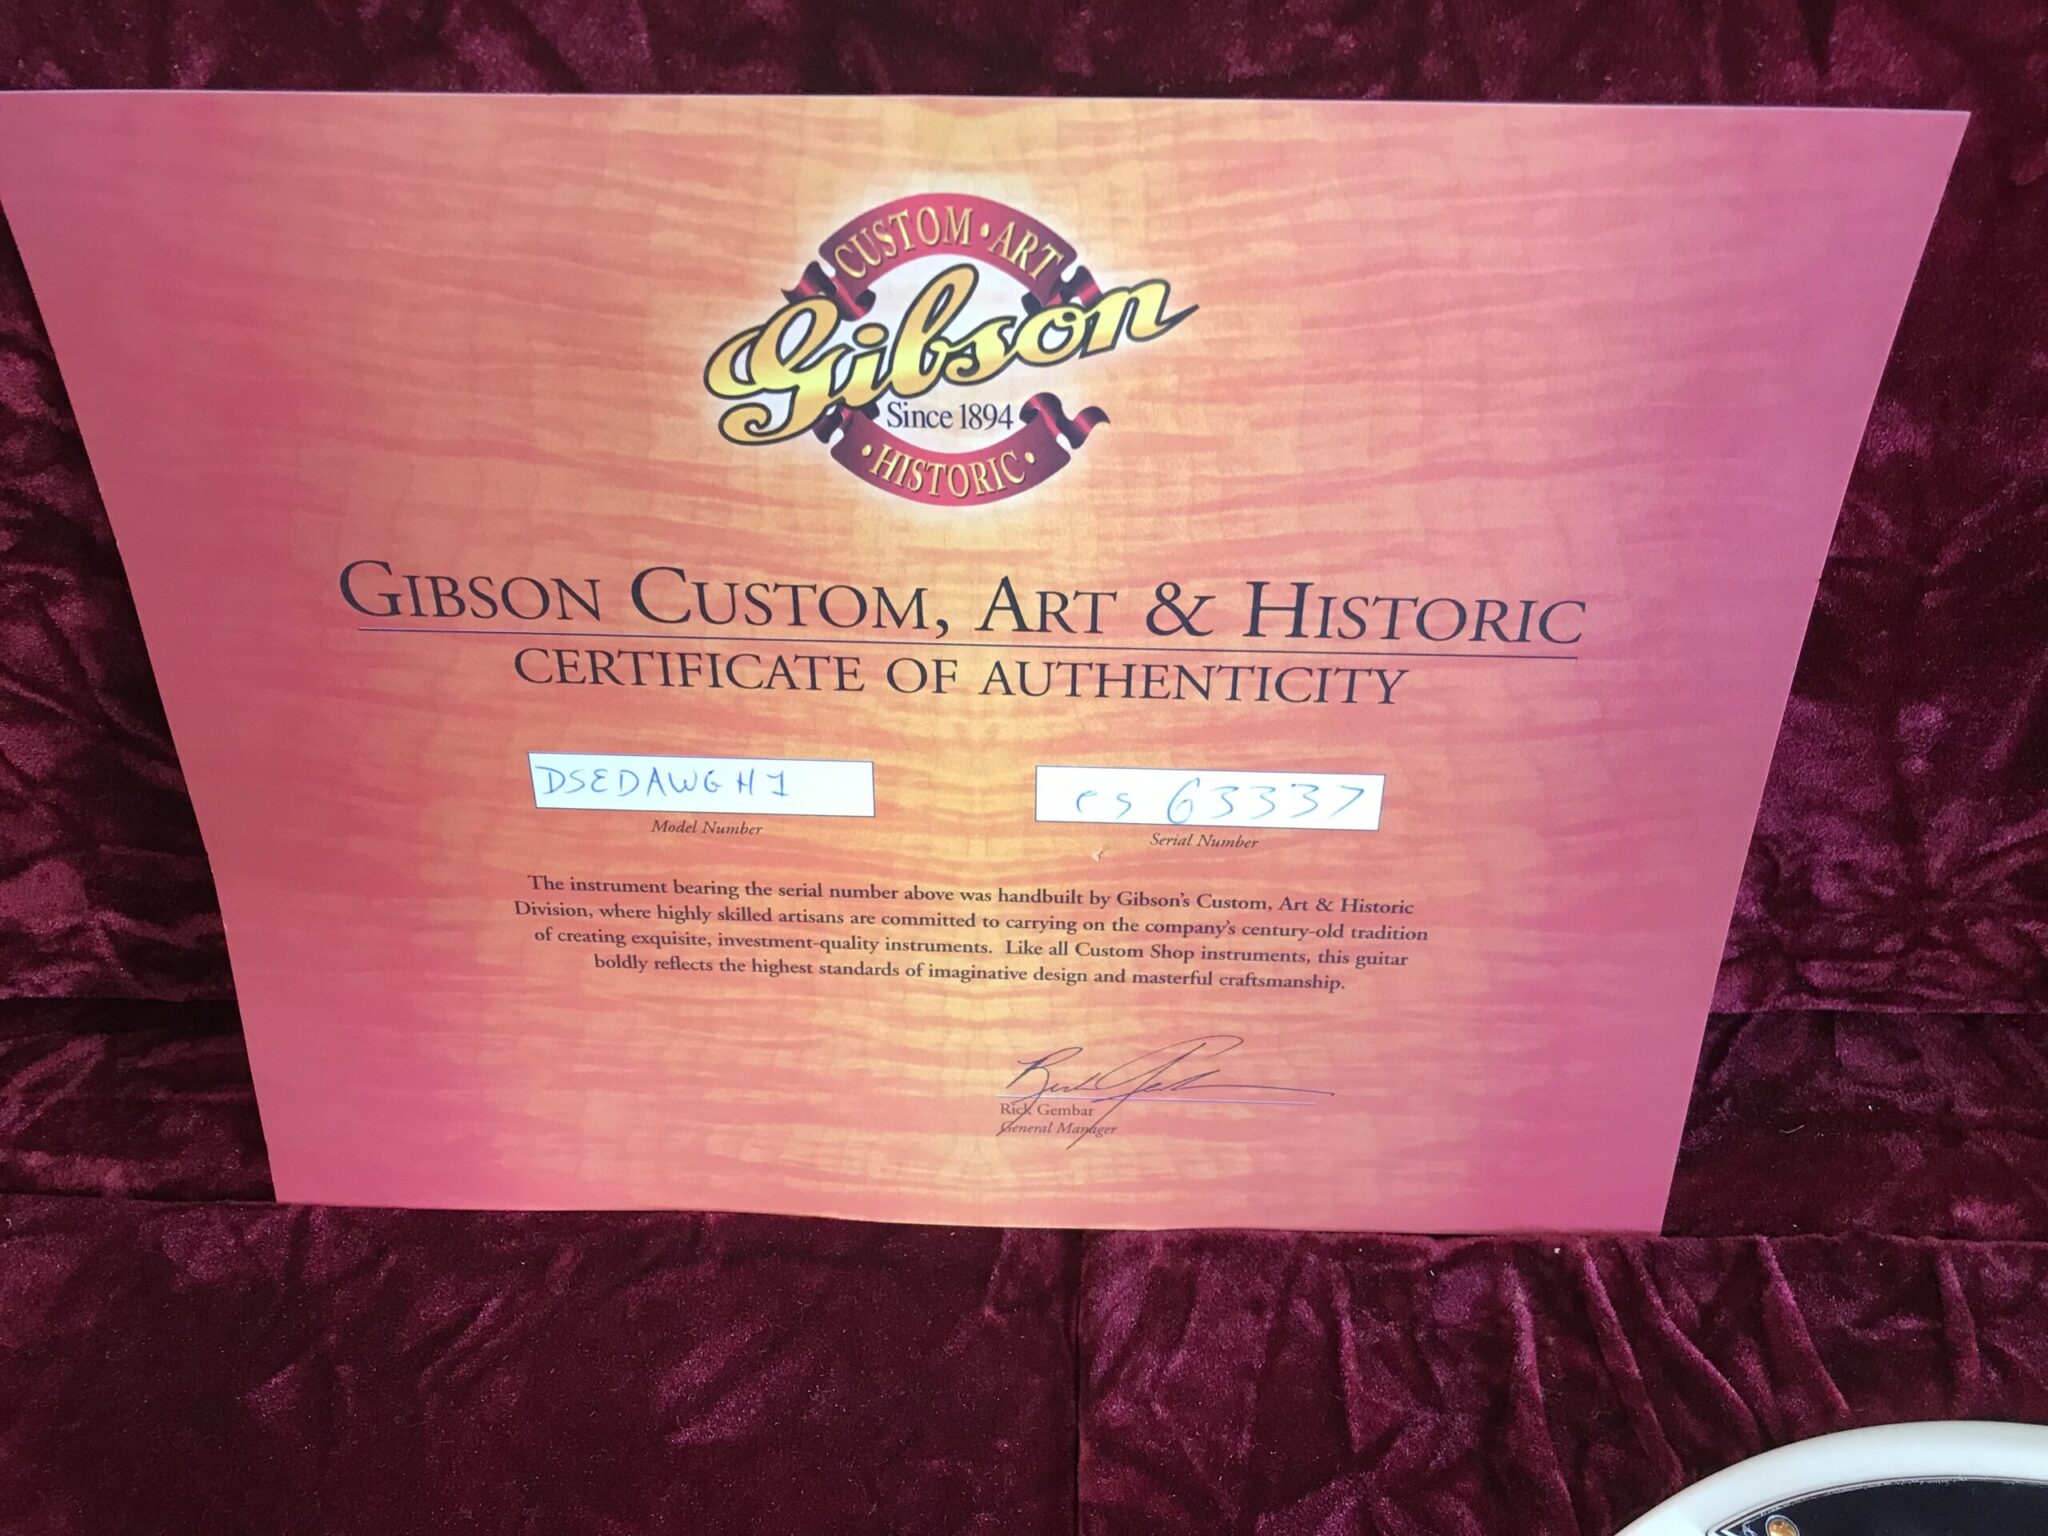 CUSTOM • ART
Gibson
Since 1894
• HISTORIC •
GIBSON CUSTOM, ART & HISTORIC
CERTIFICATE OF AUTHENTICITY
DSEDAWGH1
Model Number
es 63337
Serial Number
The instrument bearing the serial number above was handbuilt by Gibson's Custom, Art & Historic
Division, where highly skilled artisans are committed to carrying on the company's century-old tradition
of creating exquisite, investment-quality instruments. Like all Custom Shop instruments, this guitar
boldly reflects the highest standards of imaginative design and masterful craftsmanship.
Rick Gembar
General Manager